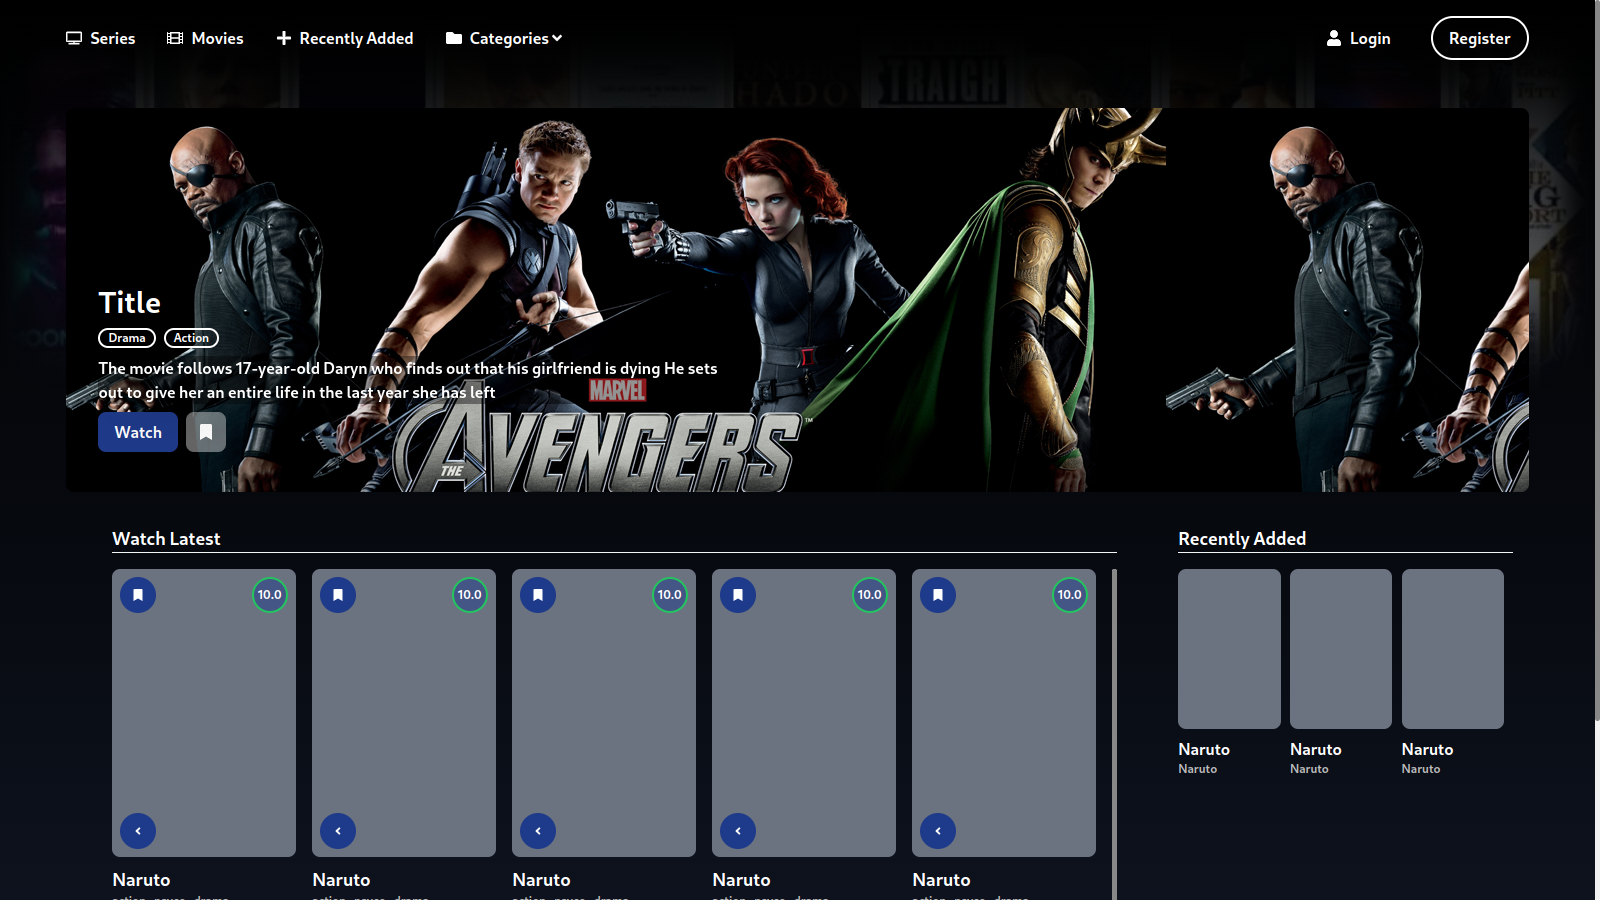 Series
Movies
Recently Added
Categories
Login
Register
HADO
STRAIGH
Title
Drama
Action
The movie follows 17-year-old Daryn who finds out that his girlfriend is dying He sets
out to give her an entire life in the last year she has left
Watch
MARVEL
THE AVENGERS™
Watch Latest
Recently Added
10.0
10.0
10.0
10.0
10.0
Naruto
Naruto
Naruto
Naruto
Naruto
Naruto
Naruto
Naruto
Naruto
Naruto
Naruto